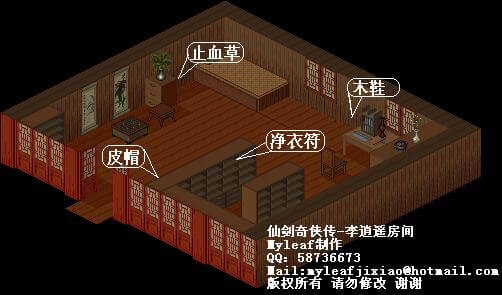 止血草
木鞋
净衣符
皮帽
仙剑奇侠传-李逍遥房间
Myleaf制作
QQ：58736673
Mail:myleafjixiao@hotmail.com
版权所有 请勿修改 谢谢